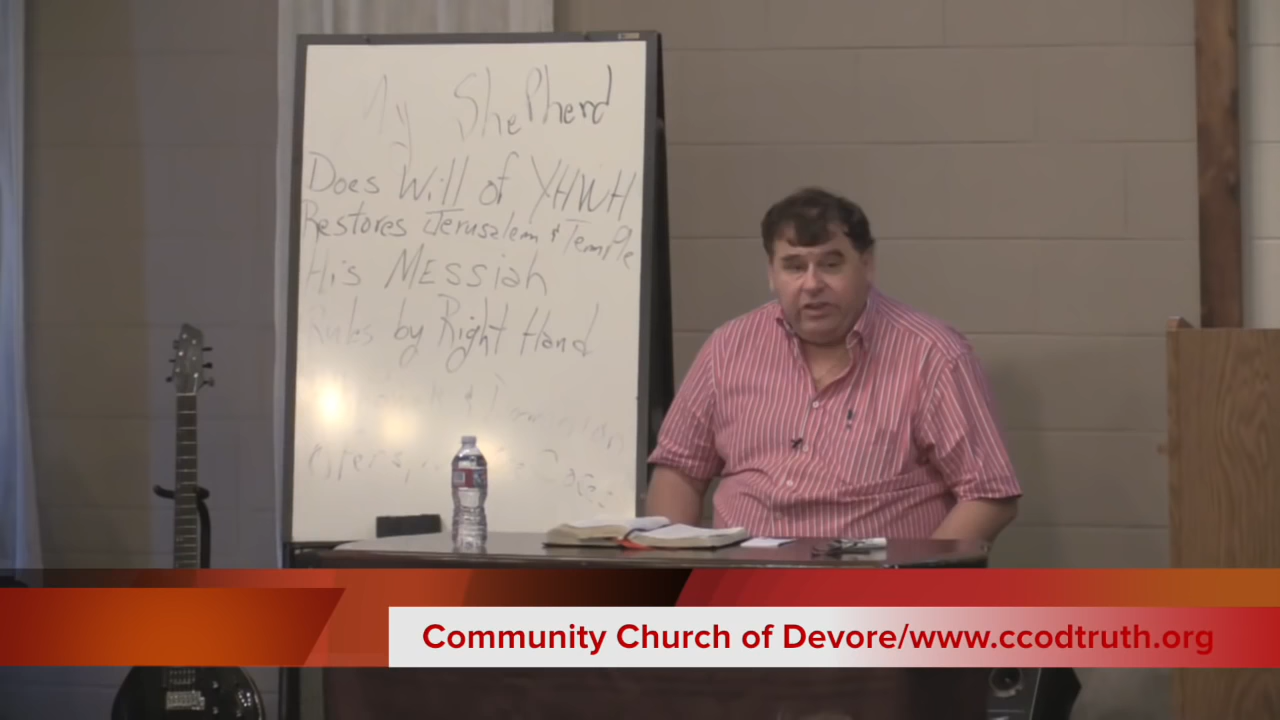 My Shepherd
Does Will of YHWH
Restores Jeruszlem & Temple
His Messiah
Rules by Right Hand
Community Church of Devore/www.ccodtruth.org